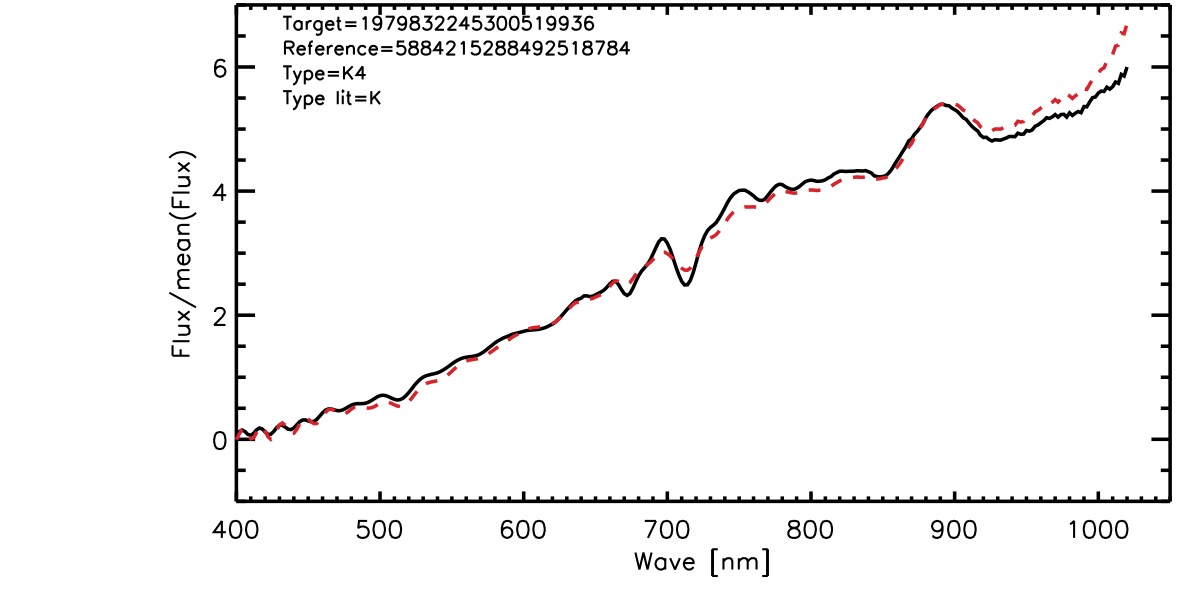 Target=1979832245300519936
Reference=5884215288492518784
Type=K4
Type lit=K
6
4
2
0
Flux/mean(Flux)
400 500 600 700 800 900 1000
Wave [nm]